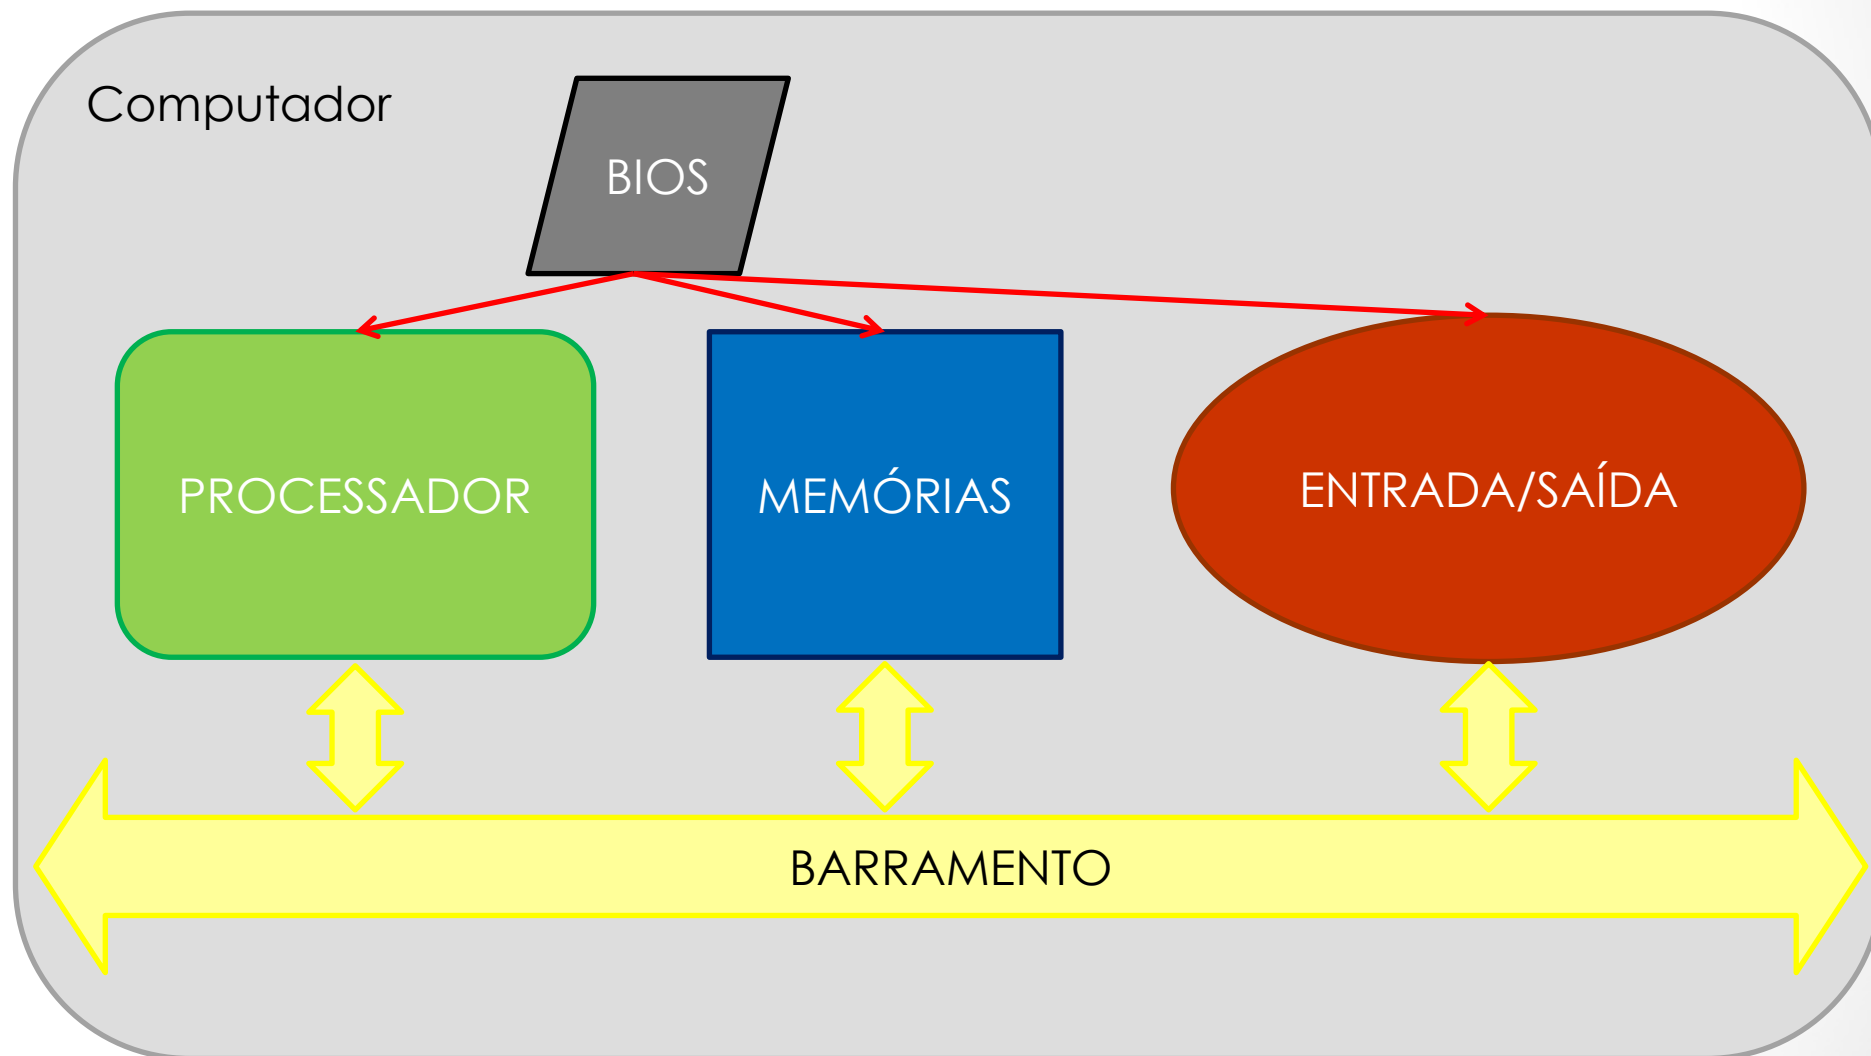 Computador
BIOS
PROCESSADOR
MEMÓRIAS
ENTRADA/SAÍDA
BARRAMENTO